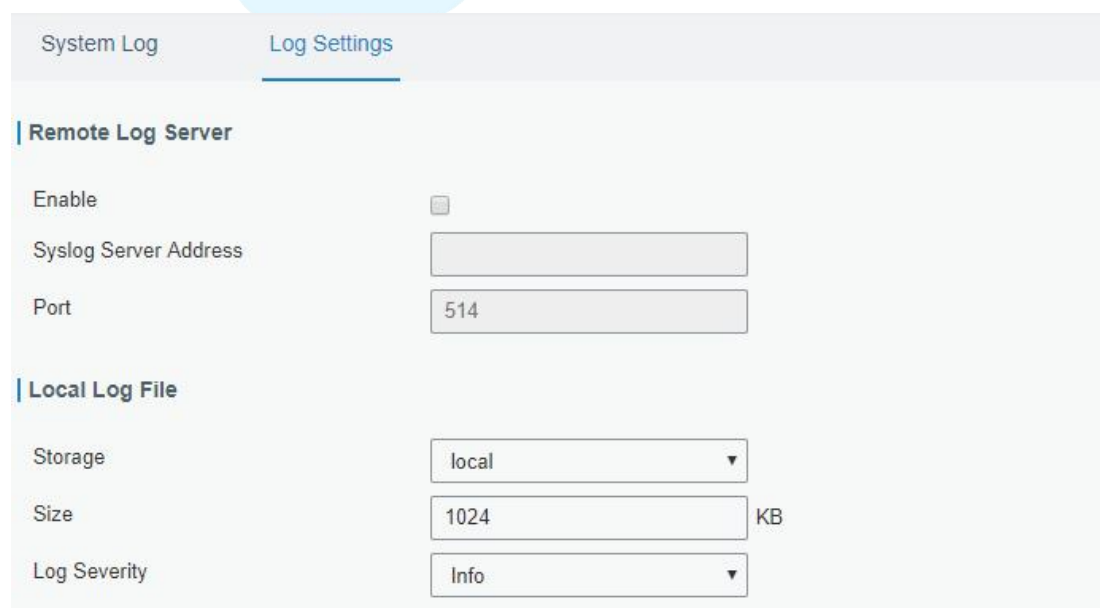 System Log Log Settings
Remote Log Server
Enable
Syslog Server Address
Port 514
Local Log File
Storage local
Size 1024 KB
Log Severity Info